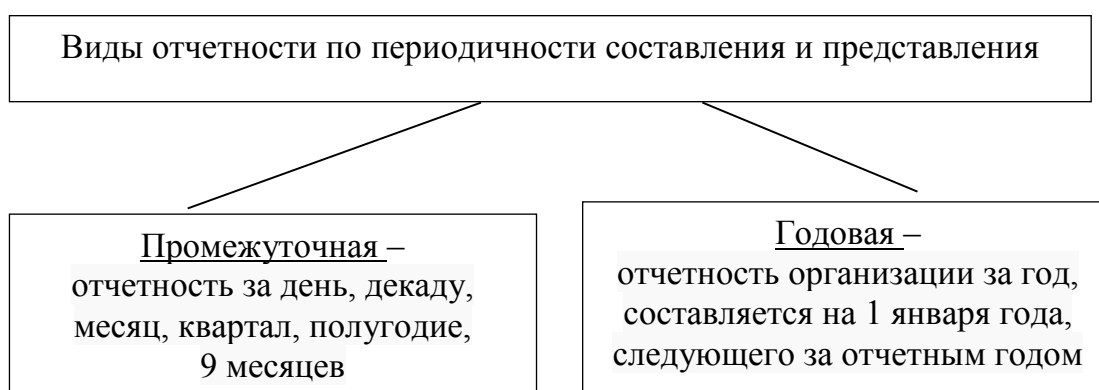 Виды отчетности по периодичности составления и представления
Промежуточная –
отчетность за день, декаду,
месяц, квартал, полугодие,
9 месяцев
Годовая –
отчетность организации за год,
составляется на 1 января года,
следующего за отчетным годом